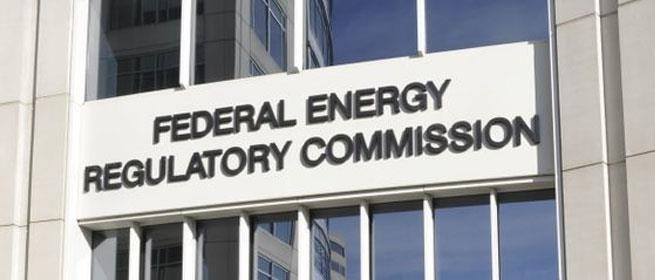 FEDERAL ENERGY
REGULATORY COMMISSION